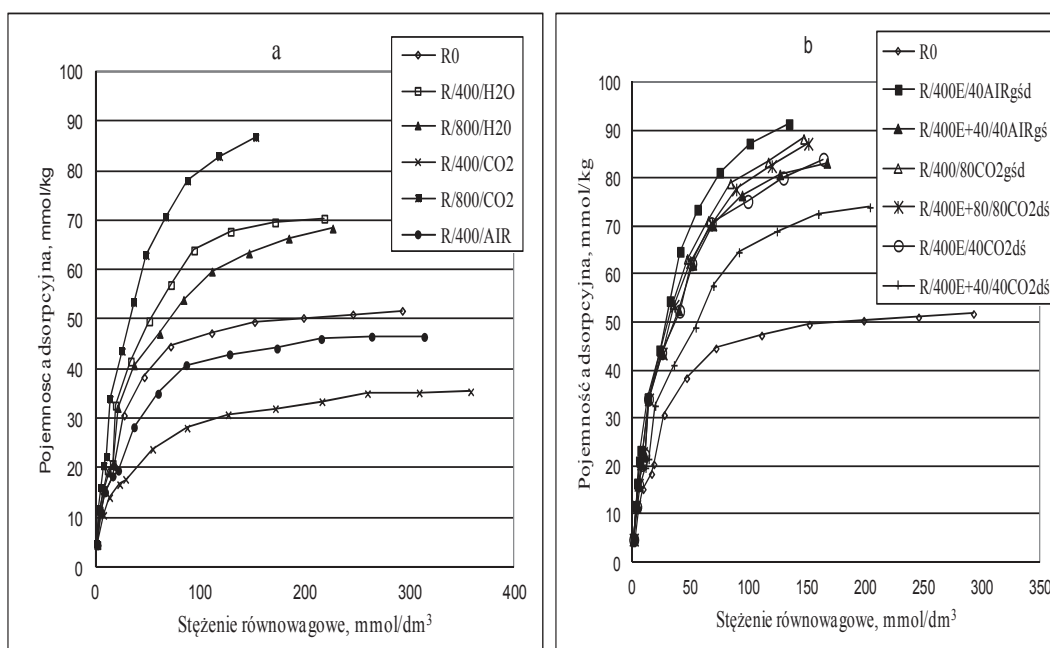 a
R0
R/400/H2O
R/800/H20
R/400/CO2
R/800/CO2
R/400/AIR
Pojemnosc adsorpcyjna, mmol/kg
100
90
80
70
60
50
40
30
20
10
0
0 100 200 300 400
Stężenie równowagowe, mmol/dm³
b
R0
R/400E/40AIRgśd
R/400E+40/40AIRgś
R/400/80CO2gśd
R/400E+80/80CO2dś
R/400E/40CO2dś
R/400E+40/40CO2dś
Pojemność adsorpcyjna, mmol/kg
100
90
80
70
60
50
40
30
20
10
0
0 50 100 150 200 250 300 350
Stężenie równowagowe, mmol/dm³